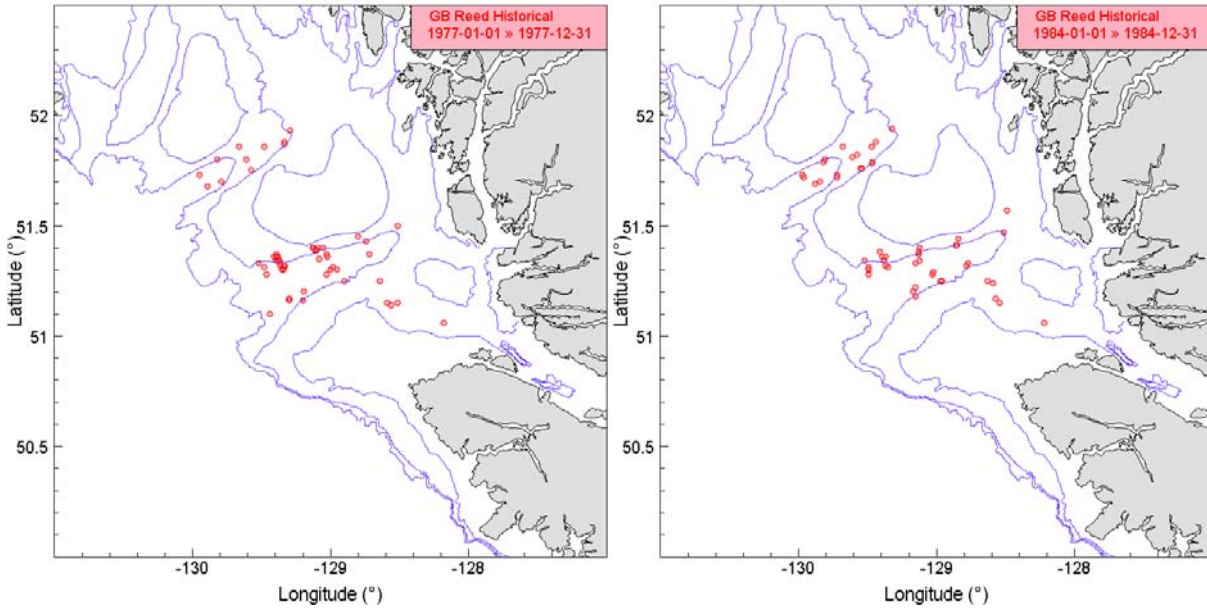 GB Reed Historical
1977-01-01 » 1977-12-31
52
51.5
51
50.5
Latitude (°)
-130
-129
-128
Longitude (°)
GB Reed Historical
1984-01-01 » 1984-12-31
52
51.5
51
50.5
Latitude (°)
-130
-129
-128
Longitude (°)